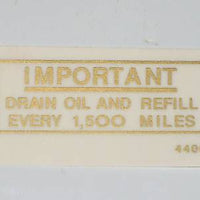 IMPORTANT
DRAIN OIL AND REFILL
EVERY 1,500 MILES